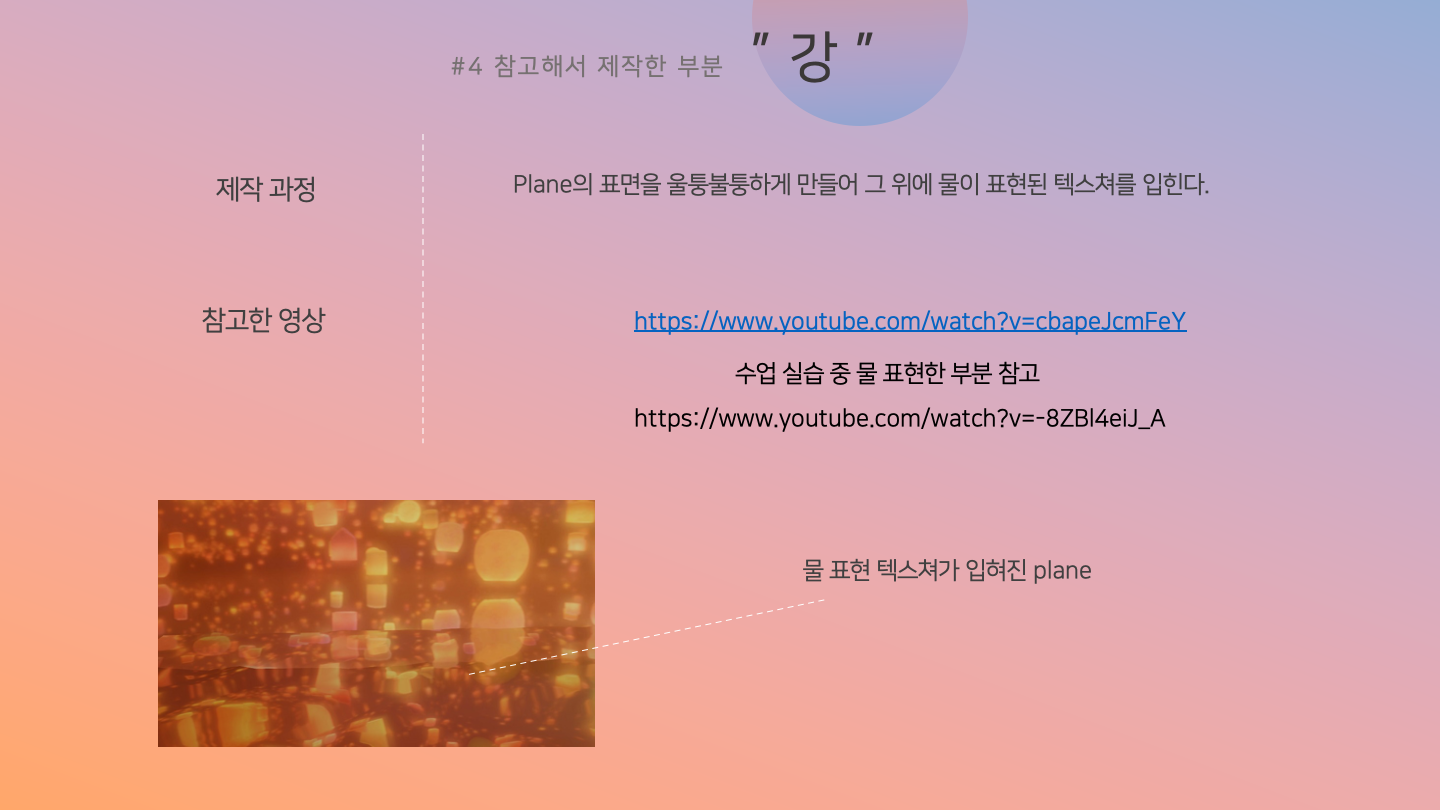 #4 참고해서 제작한 부분 " 강 "
제작 과정
Plane의 표면을 울퉁불퉁하게 만들어 그 위에 물이 표현된 텍스쳐를 입힌다.
참고한 영상
https://www.youtube.com/watch?v=cbapeJcmFeY
수업 실습 중 물 표현한 부분 참고
https://www.youtube.com/watch?v=-8ZBl4eiJ_A
물 표현 텍스쳐가 입혀진 plane